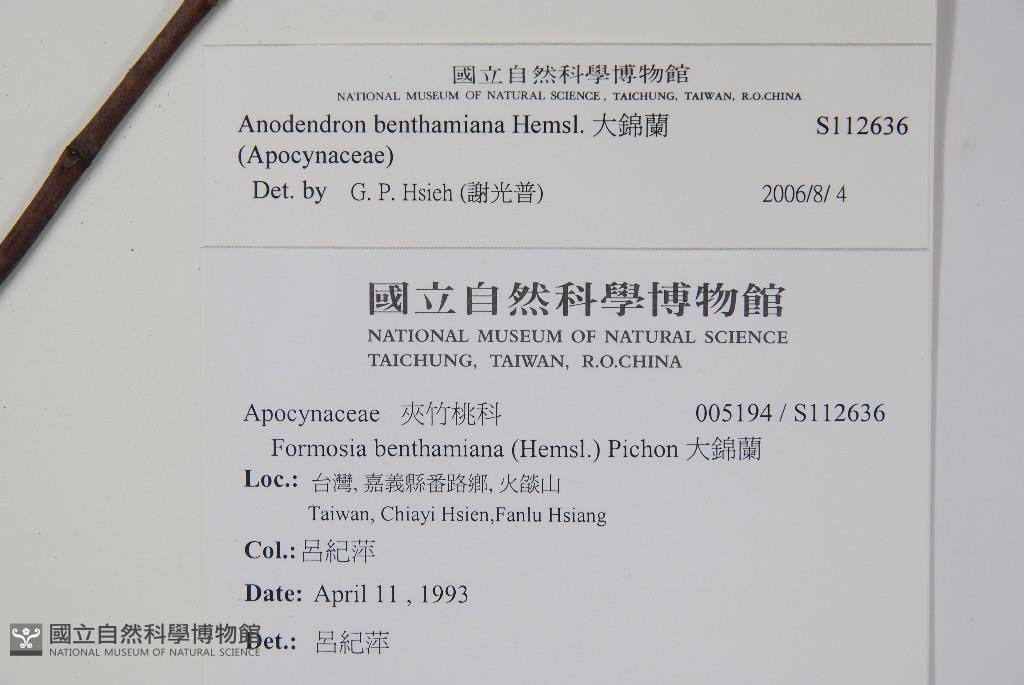 國立自然科學博物館
NATIONAL MUSEUM OF NATURAL SCIENCE, TAICHUNG, TAIWAN, R.O.CHINA
Anodendron benthamiana Hemsl. 大錦蘭 S112636
(Apocynaceae)
Det. by G. P. Hsieh (謝光普) 2006/8/ 4
國立自然科學博物館
NATIONAL MUSEUM OF NATURAL SCIENCE
TAICHUNG, TAIWAN, R.O.CHINA
Apocynaceae 夾竹桃科 005194 / S112636
Formosia benthamiana (Hemsl.) Pichon 大錦蘭
Loc.: 台灣, 嘉義縣番路鄉, 火燄山
Taiwan, Chiayi Hsien,Fanlu Hsiang
Col.: 呂紀萍
Date: April 11 , 1993
Det.: 呂紀萍
國立自然科學博物館
NATIONAL MUSEUM OF NATURAL SCIENCE